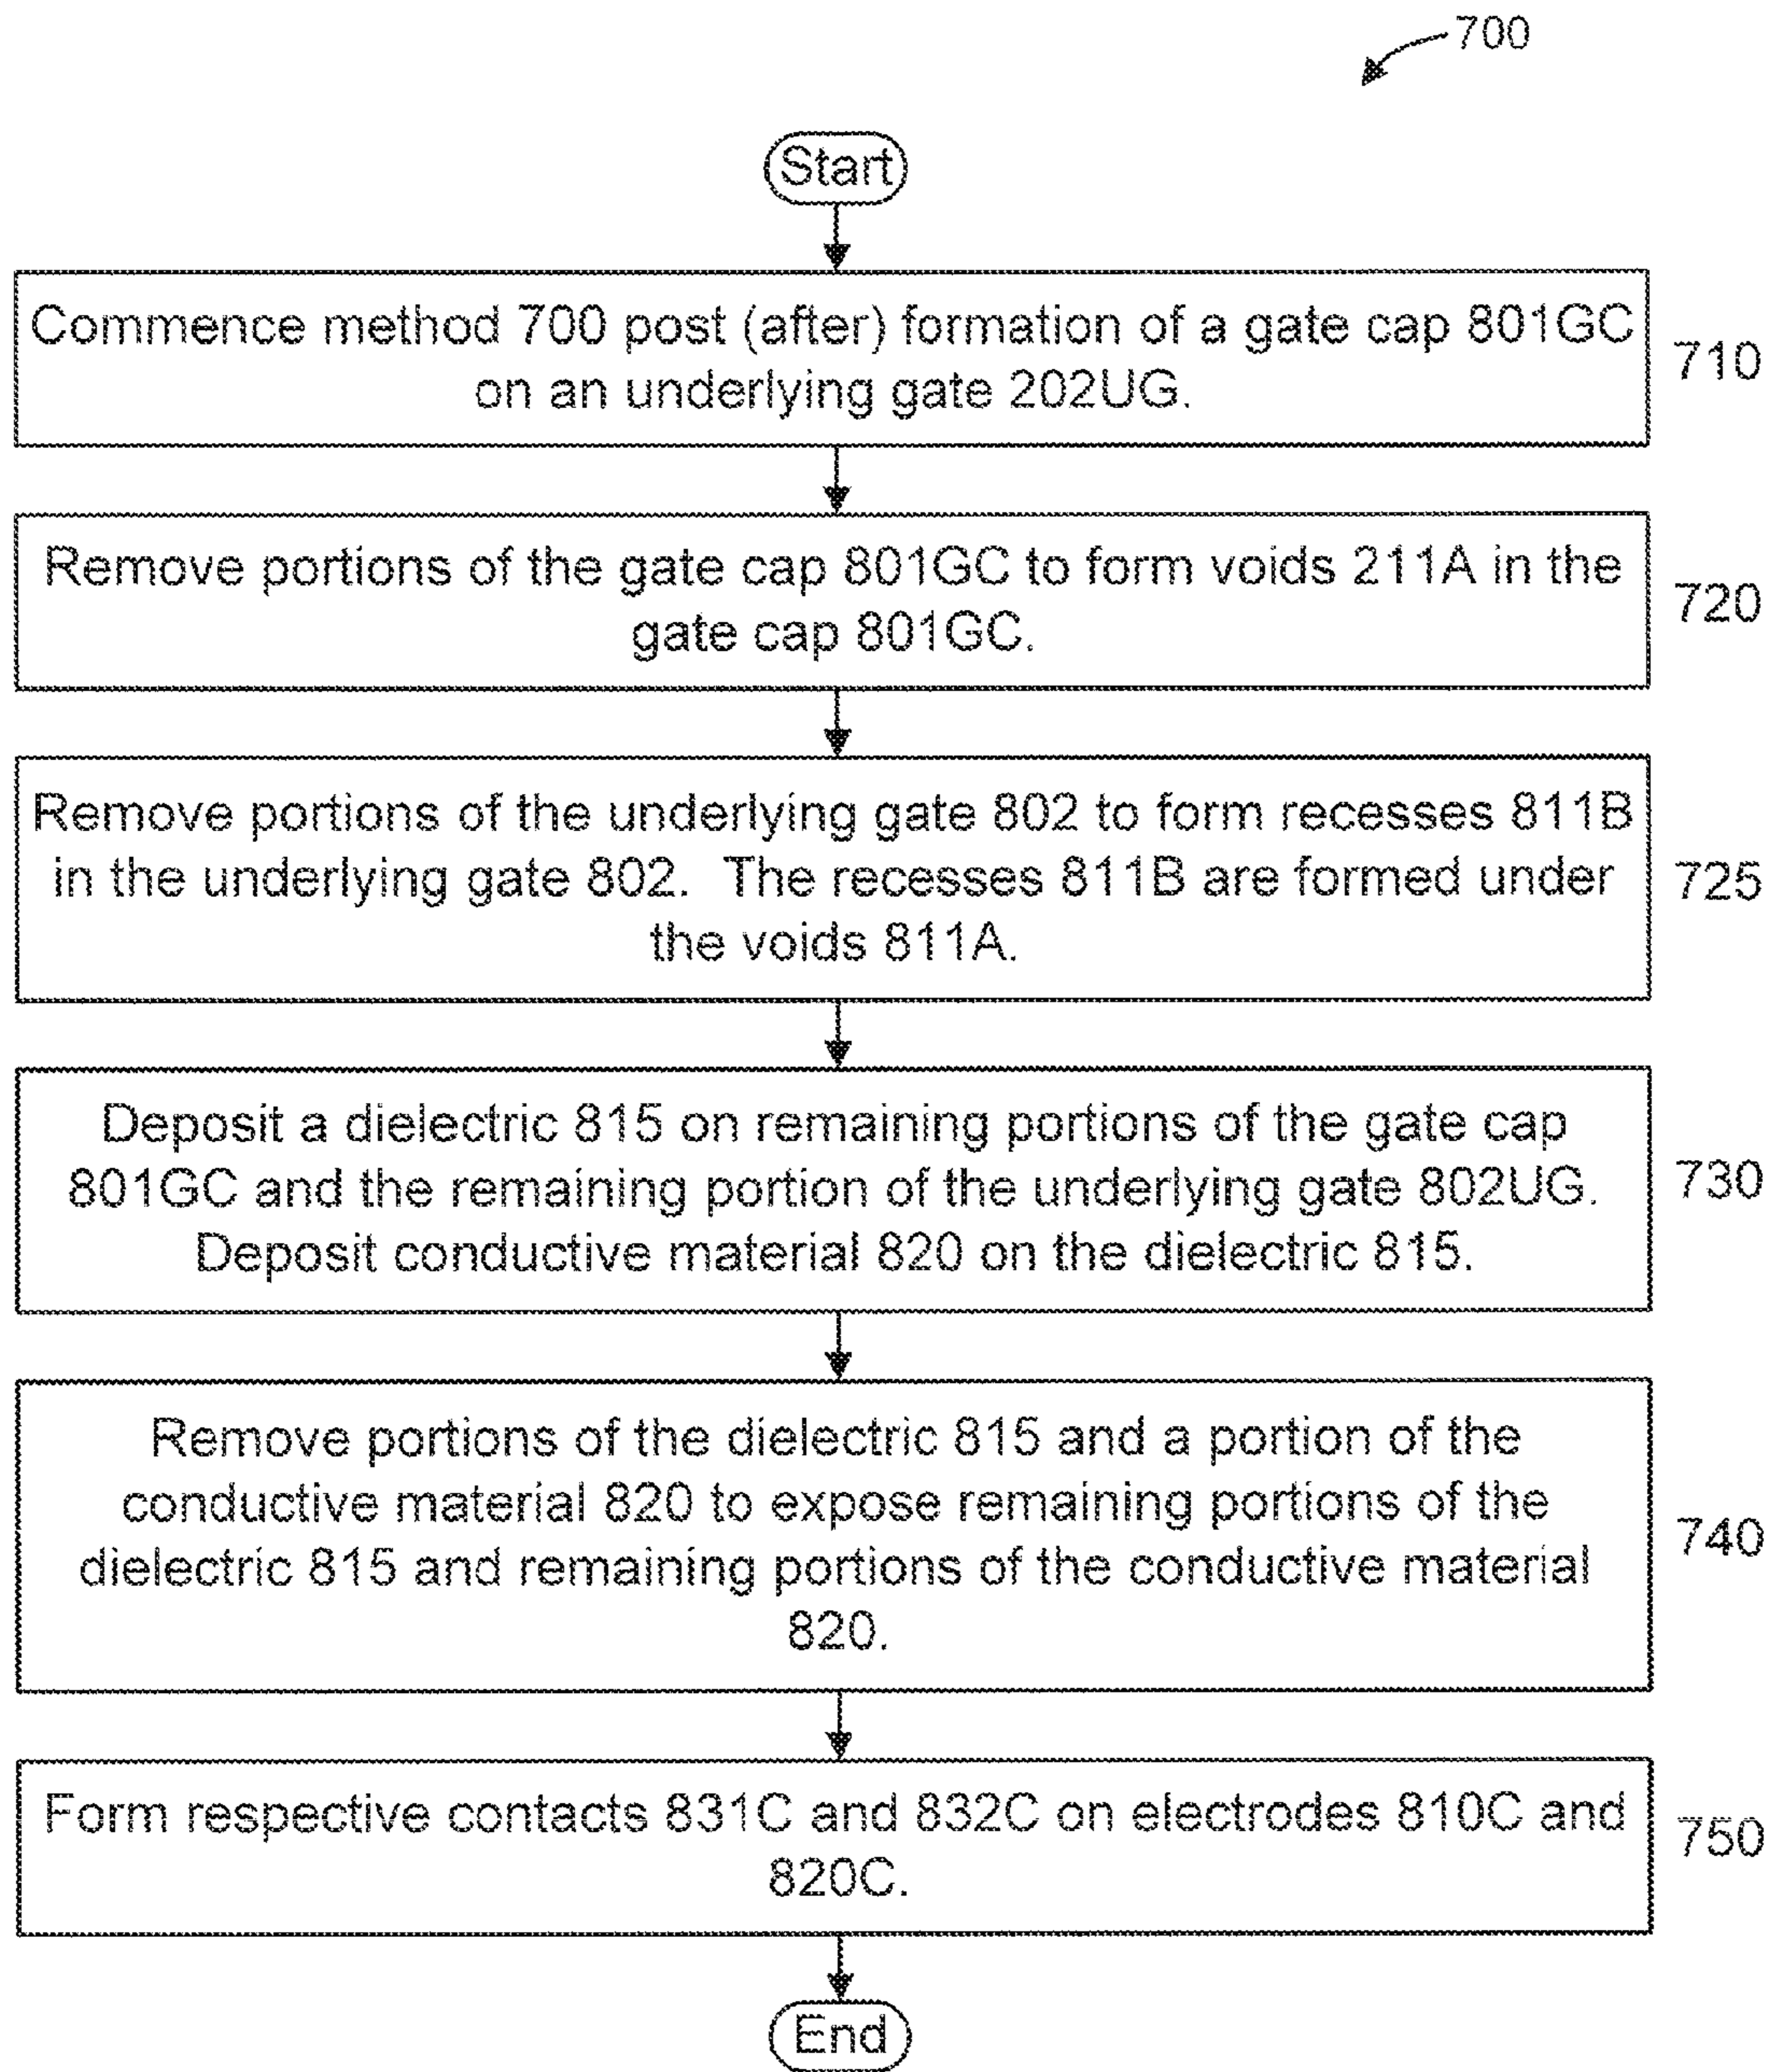 700
Start
Commence method 700 post (after) formation of a gate cap 801GC
on an underlying gate 202UG.
710
Remove portions of the gate cap 801GC to form voids 211A in the
gate cap 801GC.
720
Remove portions of the underlying gate 802 to form recesses 811B
in the underlying gate 802. The recesses 811B are formed under
the voids 811A.
725
Deposit a dielectric 815 on remaining portions of the gate cap
801GC and the remaining portion of the underlying gate 802UG.
Deposit conductive material 820 on the dielectric 815.
730
Remove portions of the dielectric 815 and a portion of the
conductive material 820 to expose remaining portions of the
dielectric 815 and remaining portions of the conductive material
820.
740
Form respective contacts 831C and 832C on electrodes 810C and
820C.
750
End